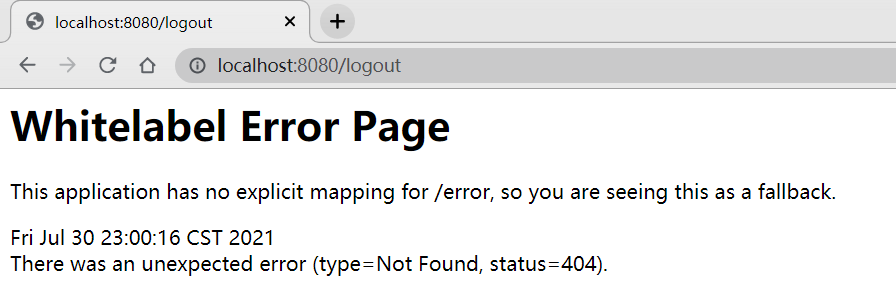 localhost:8080/logout
localhost:8080/logout
Whitelabel Error Page
This application has no explicit mapping for /error, so you are seeing this as a fallback.
Fri Jul 30 23:00:16 CST 2021
There was an unexpected error (type=Not Found, status=404).